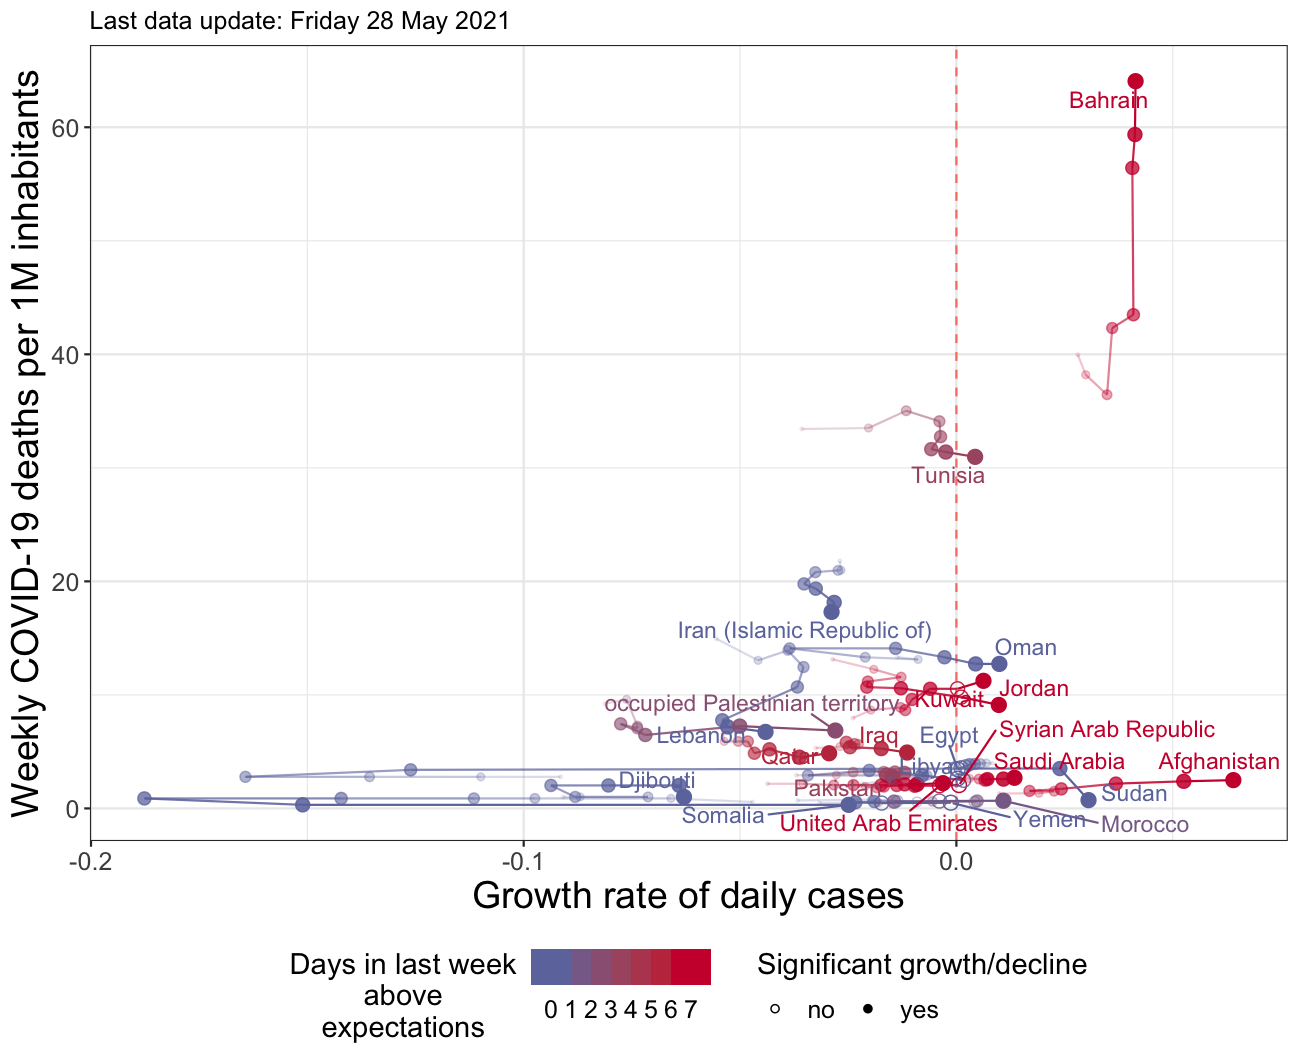 Last data update: Friday 28 May 2021
Weekly COVID-19 deaths per 1M inhabitants
60
40
20
0
Bahrain
Tunisia
Iran (Islamic Republic of)
Oman
Jordan
Kuwait
occupied Palestinian territory
Lebanon
Iraq
Egypt
Syrian Arab Republic
Qatar
Libya
Saudi Arabia
Afghanistan
Djibouti
Pakistan
Sudan
Somalia
United Arab Emirates
Yemen
Morocco
-0.2
-0.1
0.0
Growth rate of daily cases
Days in last week
above
expectations
0 1 2 3 4 5 6 7
Significant growth/decline
no
yes